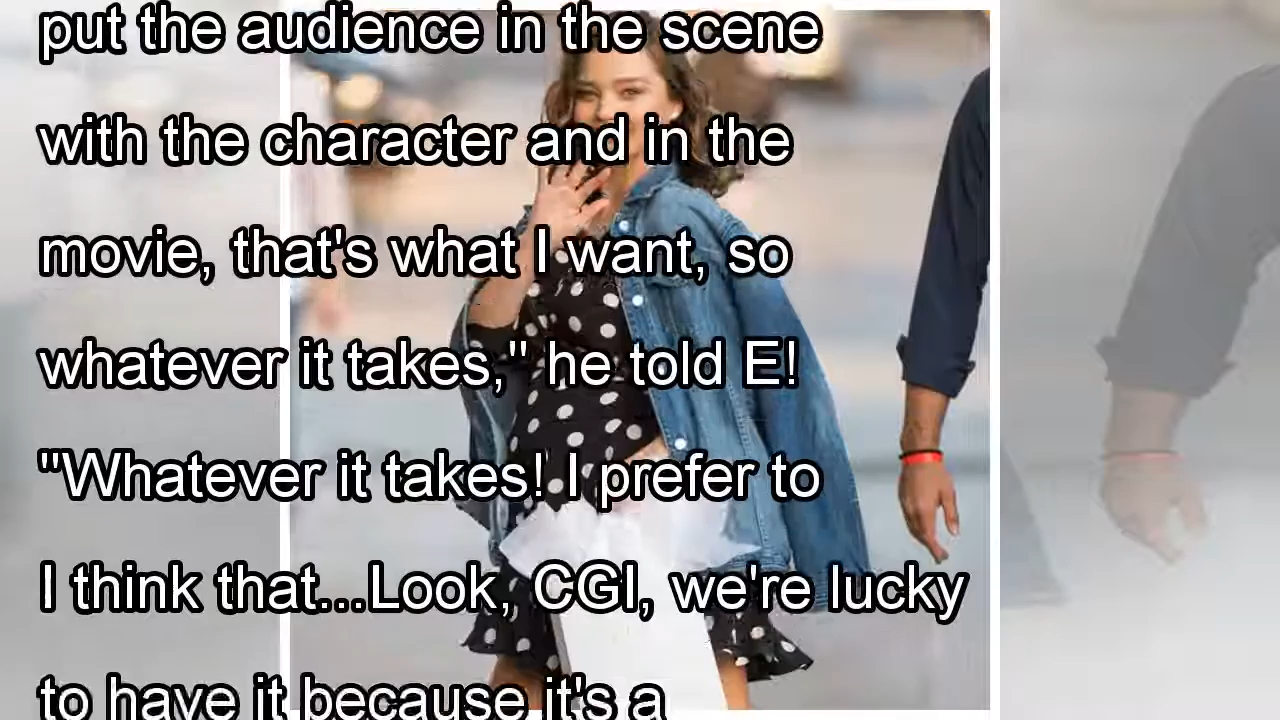 put the audience in the scene
with the character and in the
movie, that's what I want, so
whatever it takes," he told E!
"Whatever it takes! I prefer to
I think that...Look, CGI, we're lucky
to have it because it's a